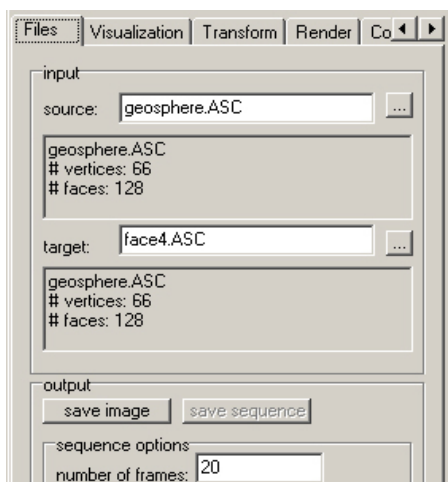 Files Visualization Transform Render Co
input
source: geosphere.ASC ...
geosphere.ASC
# vertices: 66
# faces: 128
target: face4.ASC ...
geosphere.ASC
# vertices: 66
# faces: 128
output
save image save sequence
sequence options
number of frames: 20